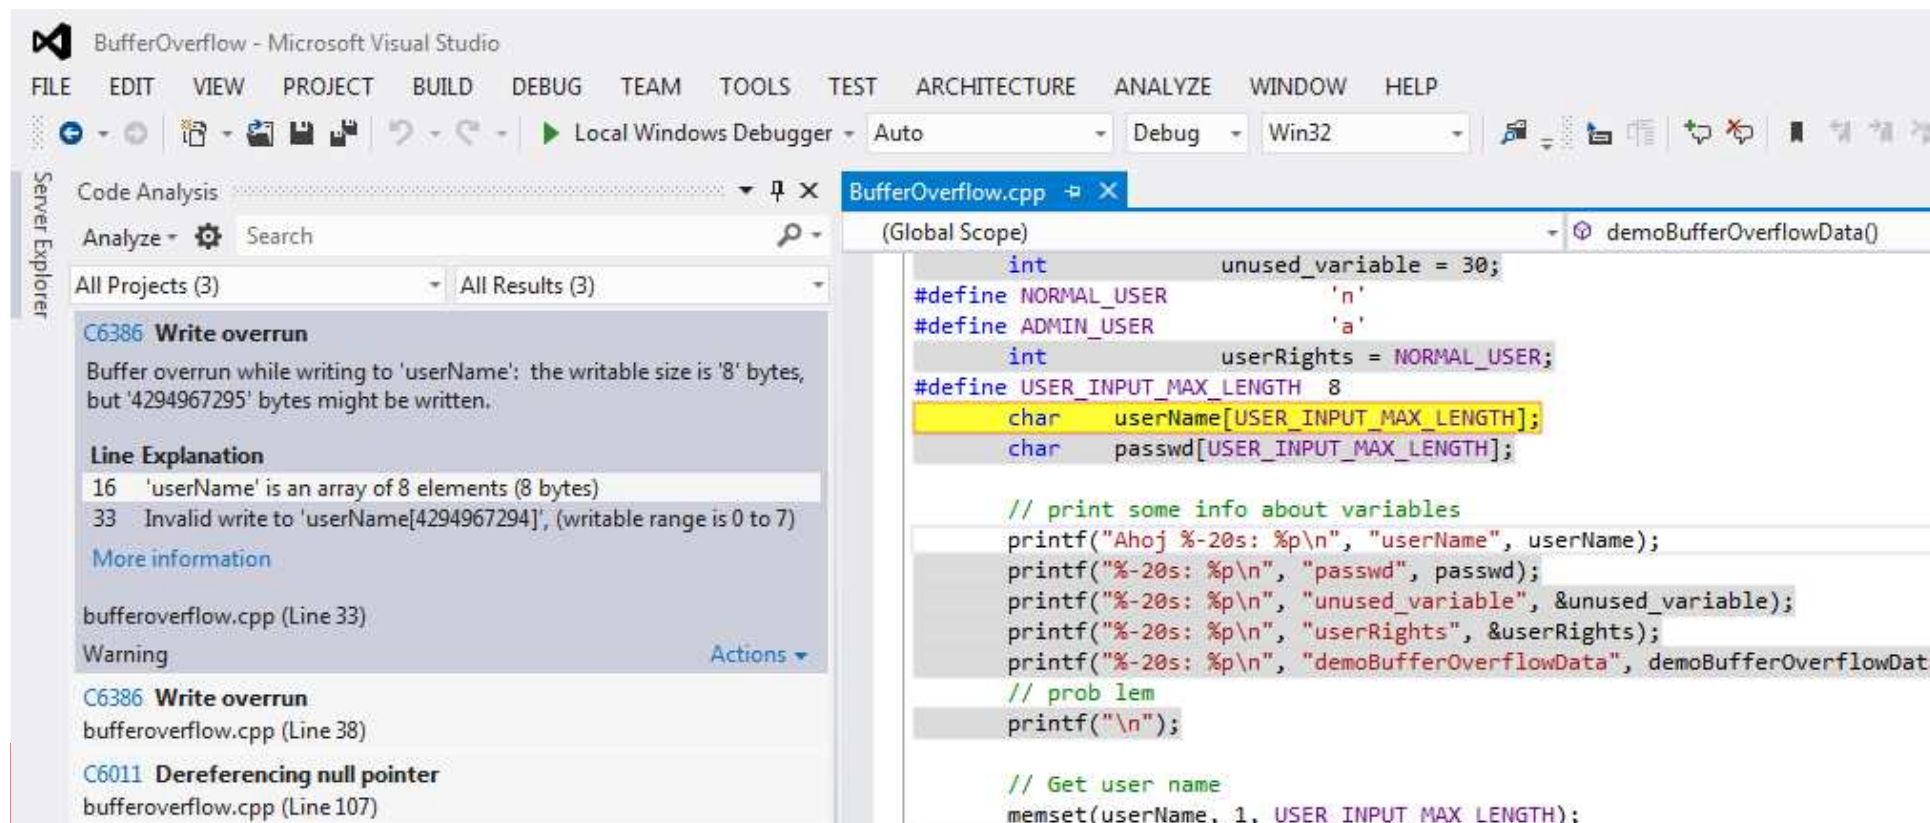 BufferOverflow - Microsoft Visual Studio
FILE EDIT VIEW PROJECT BUILD DEBUG TEAM TOOLS TEST ARCHITECTURE ANALYZE WINDOW HELP
Local Windows Debugger Auto Debug Win32
Server Explorer
Code Analysis
Analyze Search
All Projects (3) All Results (3)
C6386 Write overrun
Buffer overrun while writing to 'userName': the writable size is '8' bytes,
but '4294967295' bytes might be written.
Line Explanation
16 'userName' is an array of 8 elements (8 bytes)
33 Invalid write to 'userName[4294967294]', (writable range is 0 to 7)
More information
bufferoverflow.cpp (Line 33)
Warning Actions
C6386 Write overrun
bufferoverflow.cpp (Line 38)
C6011 Dereferencing null pointer
bufferoverflow.cpp (Line 107)
BufferOverflow.cpp
(Global Scope) demoBufferOverflowData()
int unused_variable = 30;
#define NORMAL_USER 'n'
#define ADMIN_USER 'a'
int userRights = NORMAL_USER;
#define USER_INPUT_MAX_LENGTH 8
char userName[USER_INPUT_MAX_LENGTH];
char passwd[USER_INPUT_MAX_LENGTH];
// print some info about variables
printf("Ahoj %-20s: %p\n", "userName", userName);
printf("%-20s: %p\n", "passwd", passwd);
printf("%-20s: %p\n", "unused_variable", &unused_variable);
printf("%-20s: %p\n", "userRights", &userRights);
printf("%-20s: %p\n", "demoBufferOverflowData", demoBufferOverflowDat
// prob lem
printf("\n");
// Get user name
memset(userName, 1, USER_INPUT_MAX_LENGTH);